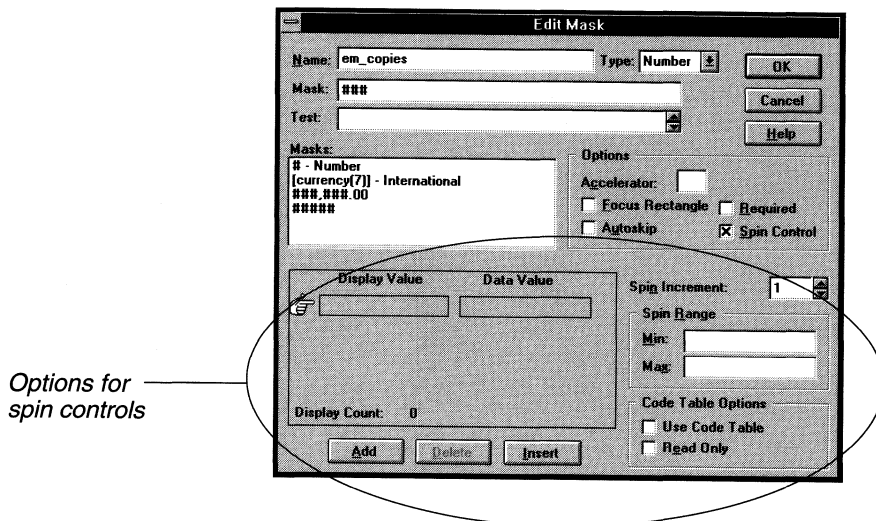 Edit Mask
Name: em_copies Type: Number
OK
Mask: ###
Cancel
Test:
Help
Masks:
# - Number
[currency(7)] - International
###,###.00
#####
Options
Accelerator:
Focus Rectangle Required
Autoskip Spin Control
Display Value Data Value
Display Count: 0
Add Delete Insert
Spin Increment: 1
Spin Range
Min:
Max:
Code Table Options
Use Code Table
Read Only
Options for
spin controls